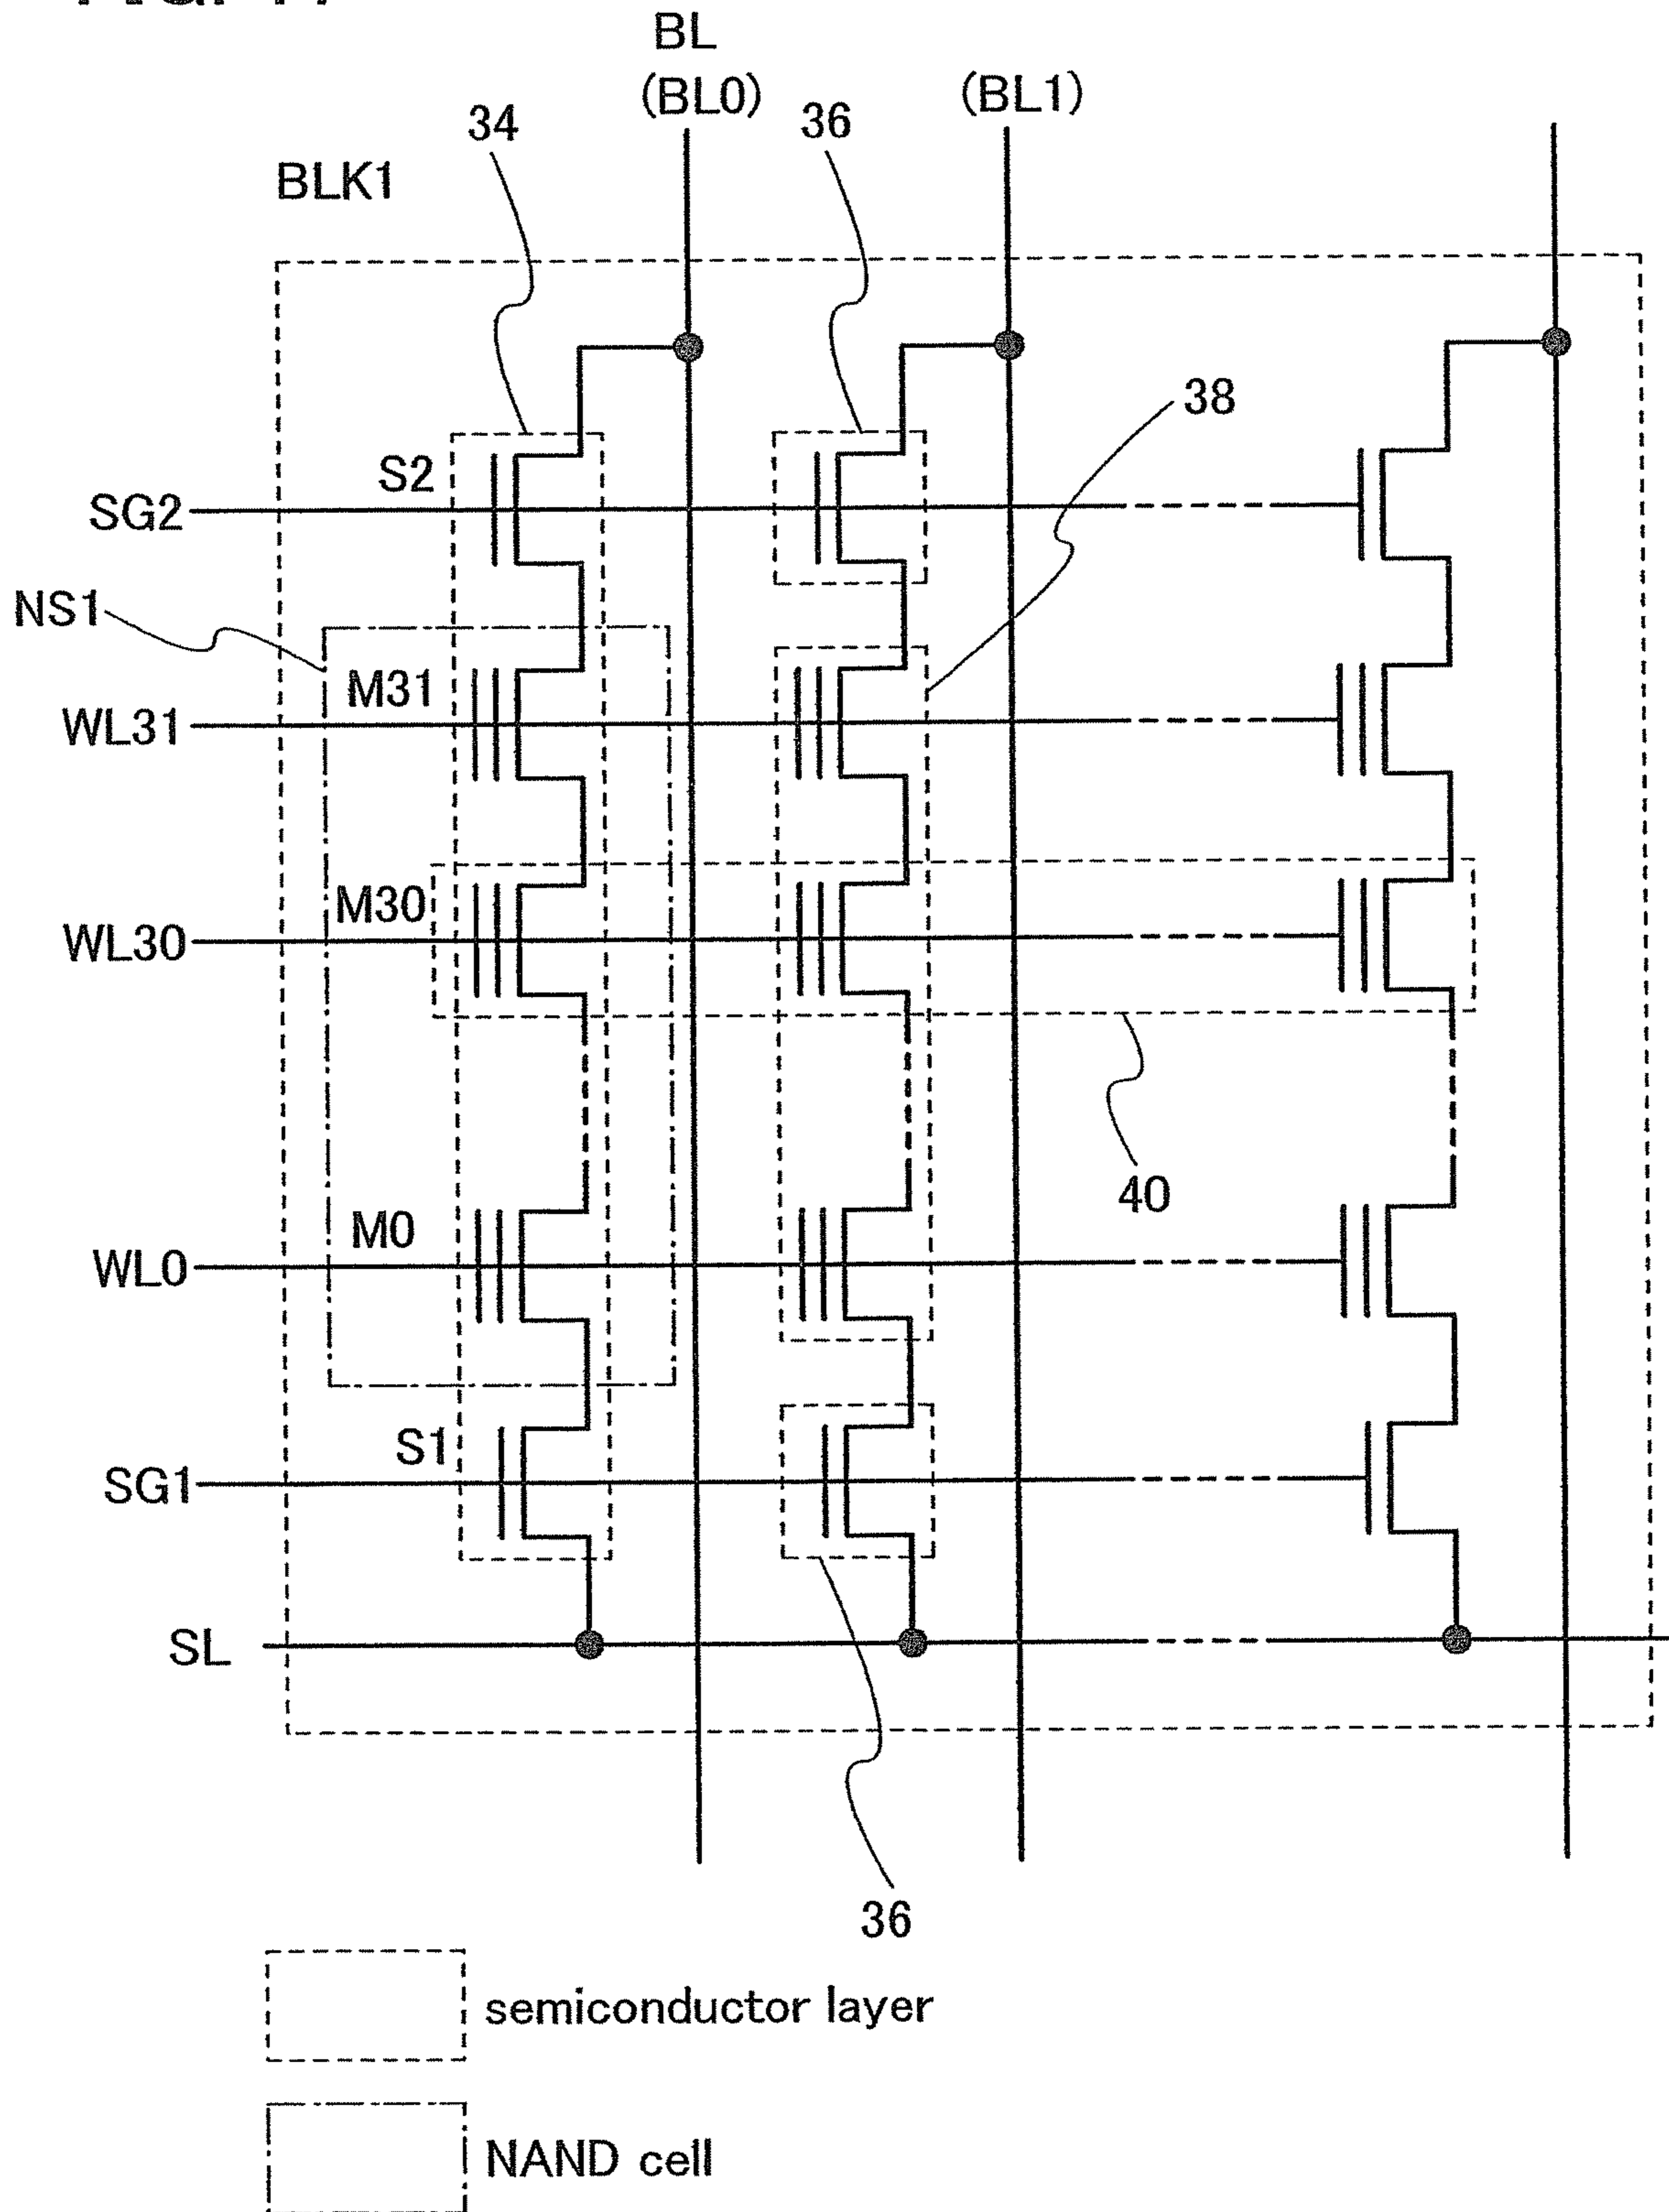 BL
(BL0)
(BL1)
34
36
BLK1
38
S2
SG2
NS1
M31
WL31
M30
WL30
40
M0
WL0
S1
SG1
SL
36
semiconductor layer
NAND cell